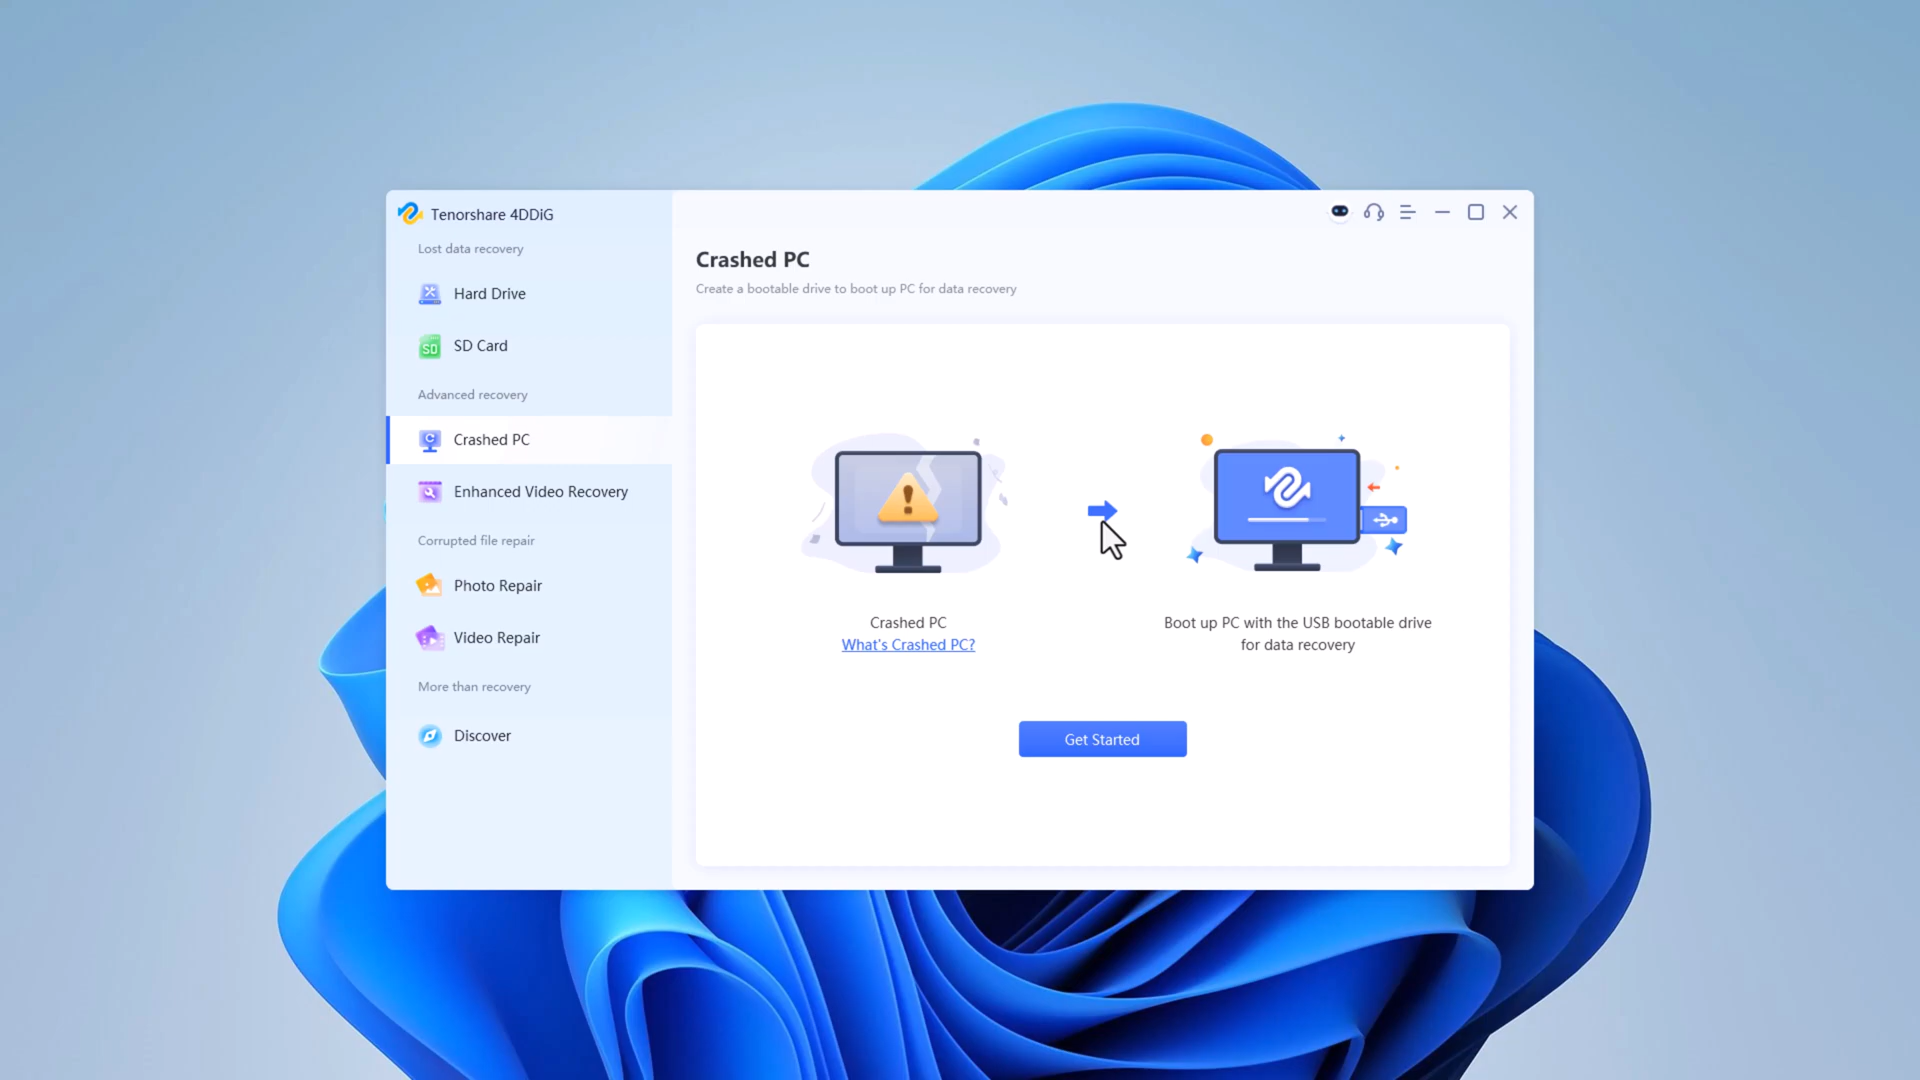 Tenorshare 4DDiG
Lost data recovery
Hard Drive
SD
SD Card
Advanced recovery
Crashed PC
Enhanced Video Recovery
Corrupted file repair
Photo Repair
Video Repair
More than recovery
Discover
Crashed PC
Create a bootable drive to boot up PC for data recovery
Crashed PC
What's Crashed PC?
Boot up PC with the USB bootable drive
for data recovery
Get Started